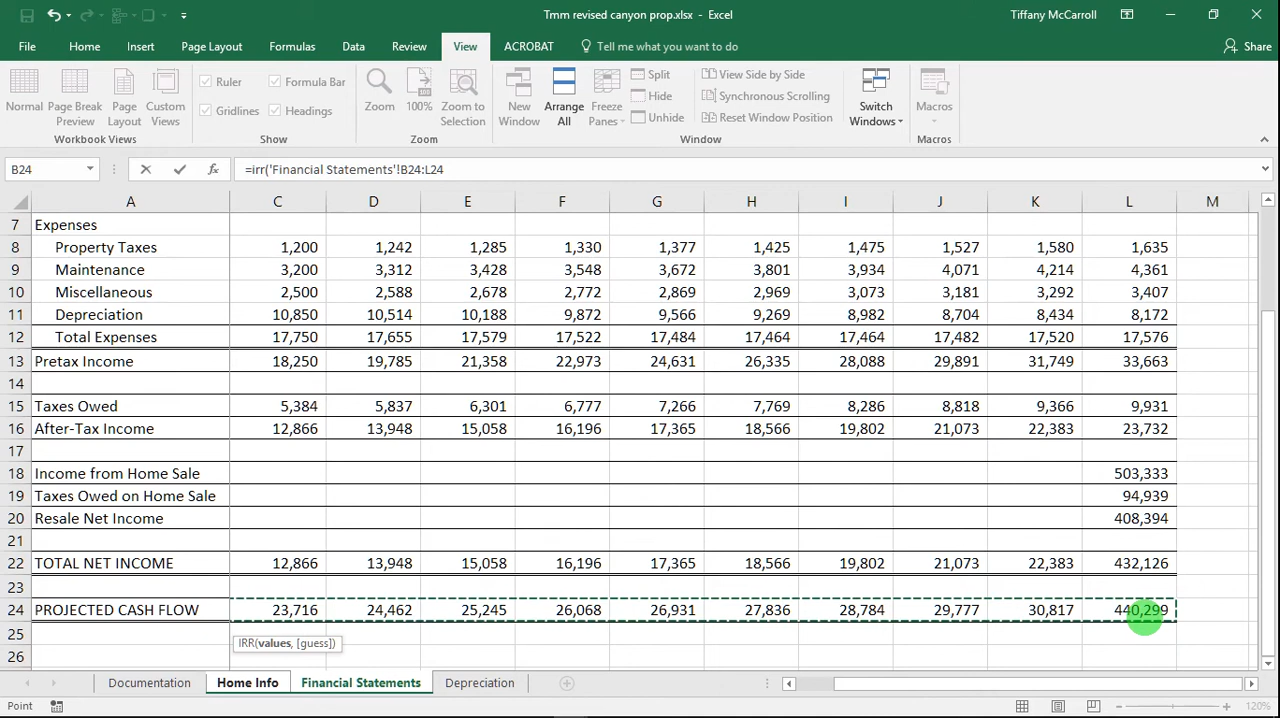 Tmm revised canyon prop.xlsx - Excel
Tiffany McCarroll
File Home Insert Page Layout Formulas Data Review View ACROBAT Tell me what you want to do Share
Normal
Page Break Preview
Page Layout
Custom Views
Ruler
Formula Bar
Gridlines
Headings
Zoom
100%
Zoom to Selection
New Window
Arrange All
Freeze Panes
Split
Hide
Unhide
View Side by Side
Synchronous Scrolling
Reset Window Position
Switch Windows
Macros
Workbook Views Show Zoom Window Macros
B24 fx =irr('Financial Statements'!B24:L24
A C D E F G H I J K L M
7 Expenses
8 Property Taxes 1,200 1,242 1,285 1,330 1,377 1,425 1,475 1,527 1,580 1,635
9 Maintenance 3,200 3,312 3,428 3,548 3,672 3,801 3,934 4,071 4,214 4,361
10 Miscellaneous 2,500 2,588 2,678 2,772 2,869 2,969 3,073 3,181 3,292 3,407
11 Depreciation 10,850 10,514 10,188 9,872 9,566 9,269 8,982 8,704 8,434 8,172
12 Total Expenses 17,750 17,655 17,579 17,522 17,484 17,464 17,464 17,482 17,520 17,576
13 Pretax Income 18,250 19,785 21,358 22,973 24,631 26,335 28,088 29,891 31,749 33,663
14
15 Taxes Owed 5,384 5,837 6,301 6,777 7,266 7,769 8,286 8,818 9,366 9,931
16 After-Tax Income 12,866 13,948 15,058 16,196 17,365 18,566 19,802 21,073 22,383 23,732
17
18 Income from Home Sale 503,333
19 Taxes Owed on Home Sale 94,939
20 Resale Net Income 408,394
21
22 TOTAL NET INCOME 12,866 13,948 15,058 16,196 17,365 18,566 19,802 21,073 22,383 432,126
23
24 PROJECTED CASH FLOW 23,716 24,462 25,245 26,068 26,931 27,836 28,784 29,777 30,817 440,299
25
IRR(values, [guess])
26
Documentation Home Info Financial Statements Depreciation
Point 120%